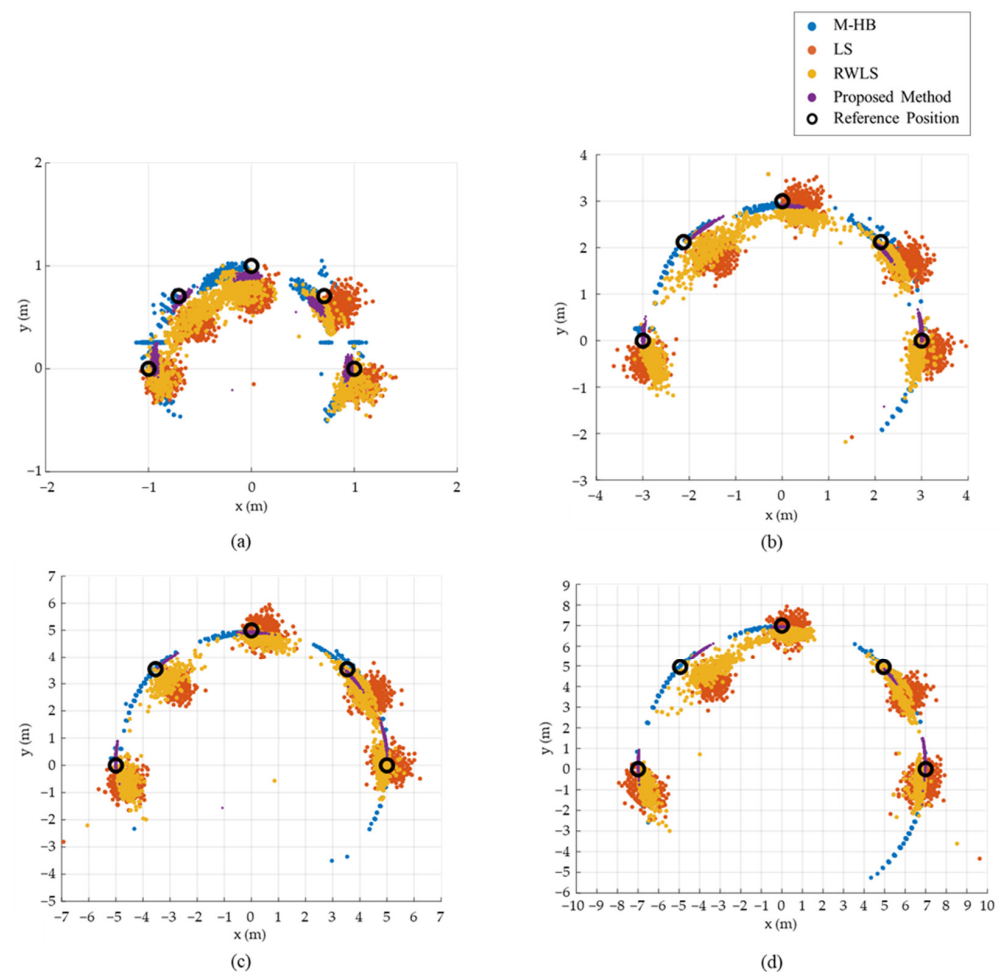 M-HB
LS
RWLS
Proposed Method
Reference Position
2
1
0
−1
−2 −1 0 1 2
y (m)
x (m)
(a)
4
3
2
1
0
−1
−2
−3
−4 −3 −2 −1 0 1 2 3 4
y (m)
x (m)
(b)
7
6
5
4
3
2
1
0
−1
−2
−3
−4
−5
−7 −6 −5 −4 −3 −2 −1 0 1 2 3 4 5 6 7
y (m)
x (m)
(c)
9
8
7
6
5
4
3
2
1
0
−1
−2
−3
−4
−5
−6
−10 −9 −8 −7 −6 −5 −4 −3 −2 −1 0 1 2 3 4 5 6 7 8 9 10
y (m)
x (m)
(d)